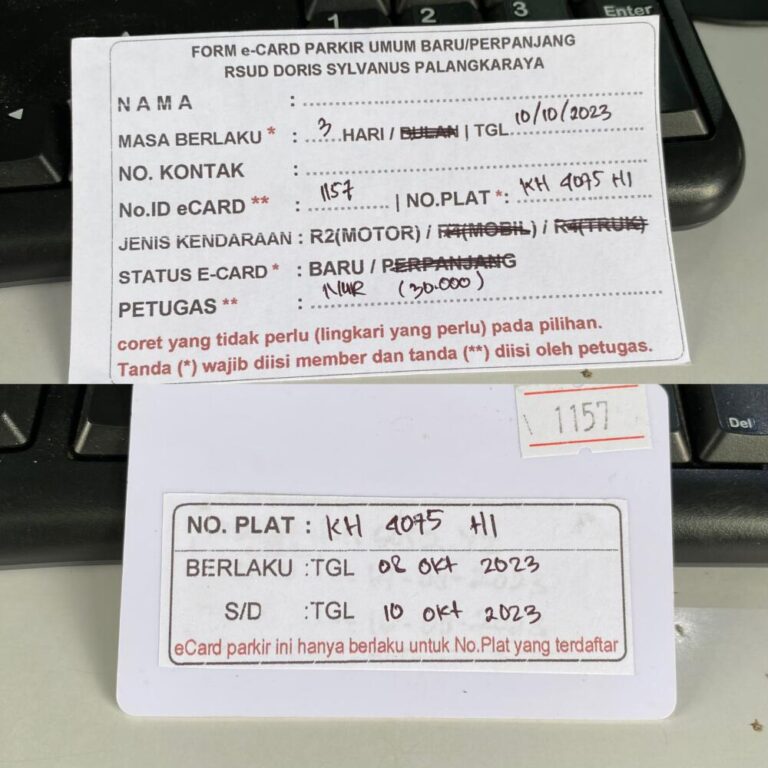 1 2 3 Enter
FORM e-CARD PARKIR UMUM BARU/PERPANJANG
RSUD DORIS SYLVANUS PALANGKARAYA
NAMA :
MASA BERLAKU * : 3 HARI / BULAN | TGL 10/10/2023
NO. KONTAK :
No.ID eCARD ** : 1157 | NO.PLAT *: KH 4075 HI
JENIS KENDARAAN : R2(MOTOR) / R4(MOBIL) / R4(TRUK)
STATUS E-CARD * : BARU / PERPANJANG
PETUGAS ** : NUR (30.000)
coret yang tidak perlu (lingkari yang perlu) pada pilihan.
Tanda (*) wajib diisi member dan tanda (**) diisi oleh petugas.
1157
Del
NO. PLAT : KH 4075 HI
BERLAKU :TGL 08 OKt 2023
S/D :TGL 10 OKt 2023
eCard parkir ini hanya berlaku untuk No.Plat yang terdaftar